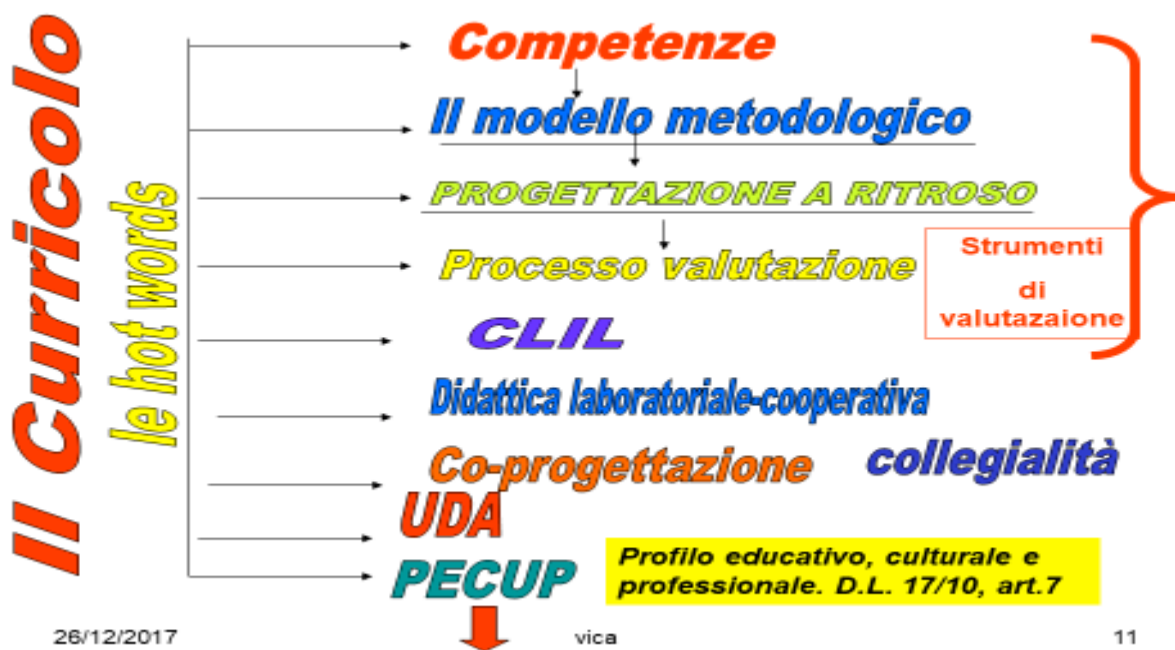 Il Curricolo
le hot words
Competenze
Il modello metodologico
PROGETTAZIONE A RITROSO
Processo valutazione
Strumenti
di
valutazaione
CLIL
Didattica laboratoriale-cooperativa
Co-progettazione
collegialità
UDA
PECUP
Profilo educativo, culturale e
professionale. D.L. 17/10, art.7
26/12/2017
vica
11